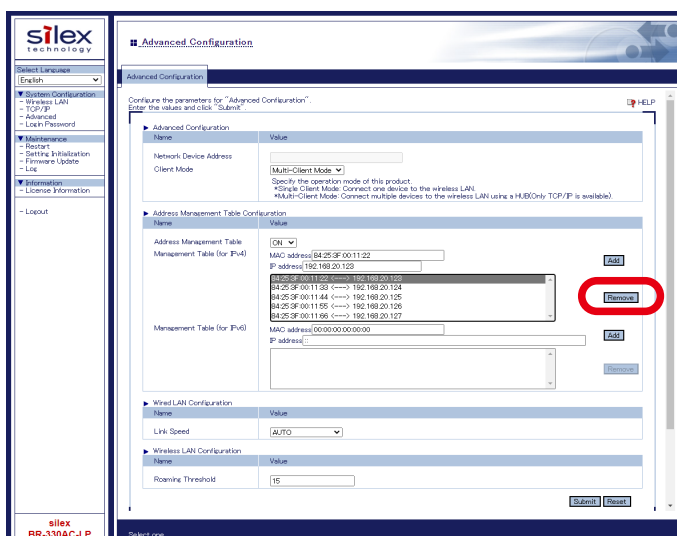 silex
technology
Select Language
English
▼ System Configuration
- Wireless LAN
- TCP/IP
- Advanced
- Login Password
▼ Maintenance
- Restart
- Setting Initialization
- Firmware Update
- Log
▼ Information
- License Information
- Logout
silex
BR-330AC-LP
Advanced Configuration
Advanced Configuration
Configure the parameters for "Advanced Configuration".
Enter the values and click "Submit".
HELP
▶ Advanced Configuration
Name Value
Network Device Address
Client Mode Multi-Client Mode
Specify the operation mode of this product.
*Single Client Mode: Connect one device to the wireless LAN.
*Multi-Client Mode: Connect multiple devices to the wireless LAN using a HUB(Only TCP/IP is available).
▶ Address Management Table Configuration
Name Value
Address Management Table ON
Management Table (for IPv4) MAC address 84:25:3F:00:11:22
IP address 192.168.20.123
Add
84:25:3F:00:11:22 <---> 192.168.20.123
84:25:3F:00:11:33 <---> 192.168.20.124
84:25:3F:00:11:44 <---> 192.168.20.125
84:25:3F:00:11:55 <---> 192.168.20.126
84:25:3F:00:11:66 <---> 192.168.20.127
Remove
Management Table (for IPv6) MAC address 00:00:00:00:00:00
IP address ::
Add
Remove
▶ Wired LAN Configuration
Name Value
Link Speed AUTO
▶ Wireless LAN Configuration
Name Value
Roaming Threshold 15
Submit Reset
Select one